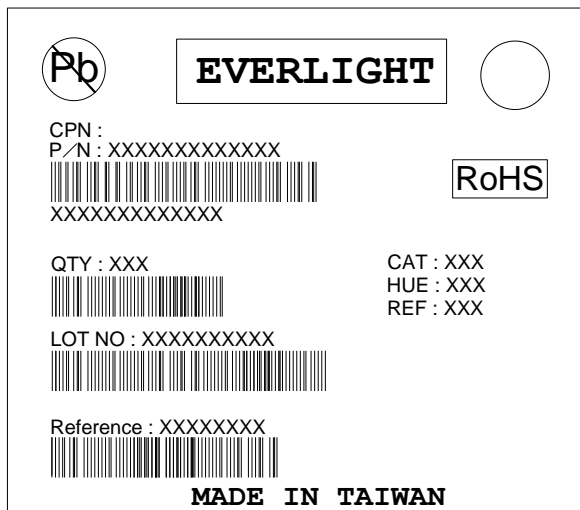 Pb
EVERLIGHT
CPN :
P/N : XXXXXXXXXXXXX
XXXXXXXXXXXXX
RoHS
QTY : XXX
CAT : XXX
HUE : XXX
REF : XXX
LOT NO : XXXXXXXXXX
Reference : XXXXXXXX
MADE IN TAIWAN